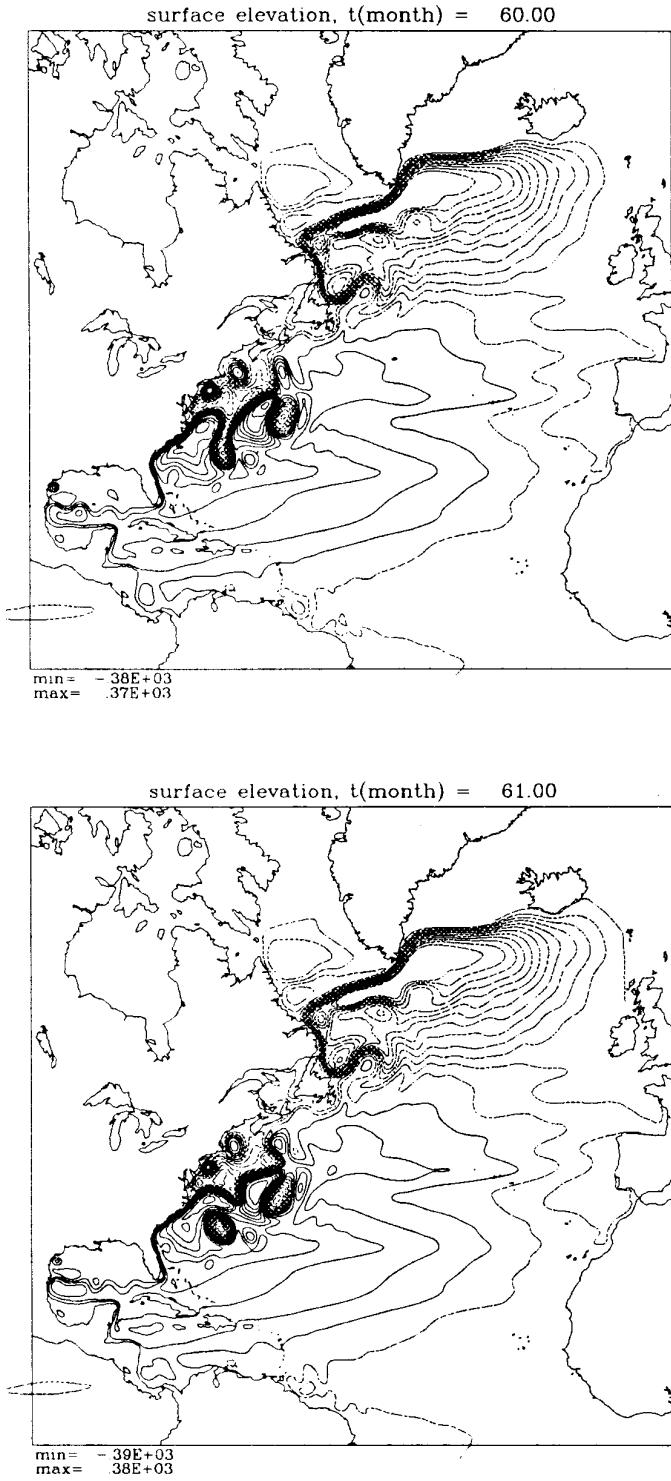 surface elevation, t(month) = 60.00
min= -.38E+03
max= .37E+03
surface elevation, t(month) = 61.00
min= -.39E+03
max= .38E+03